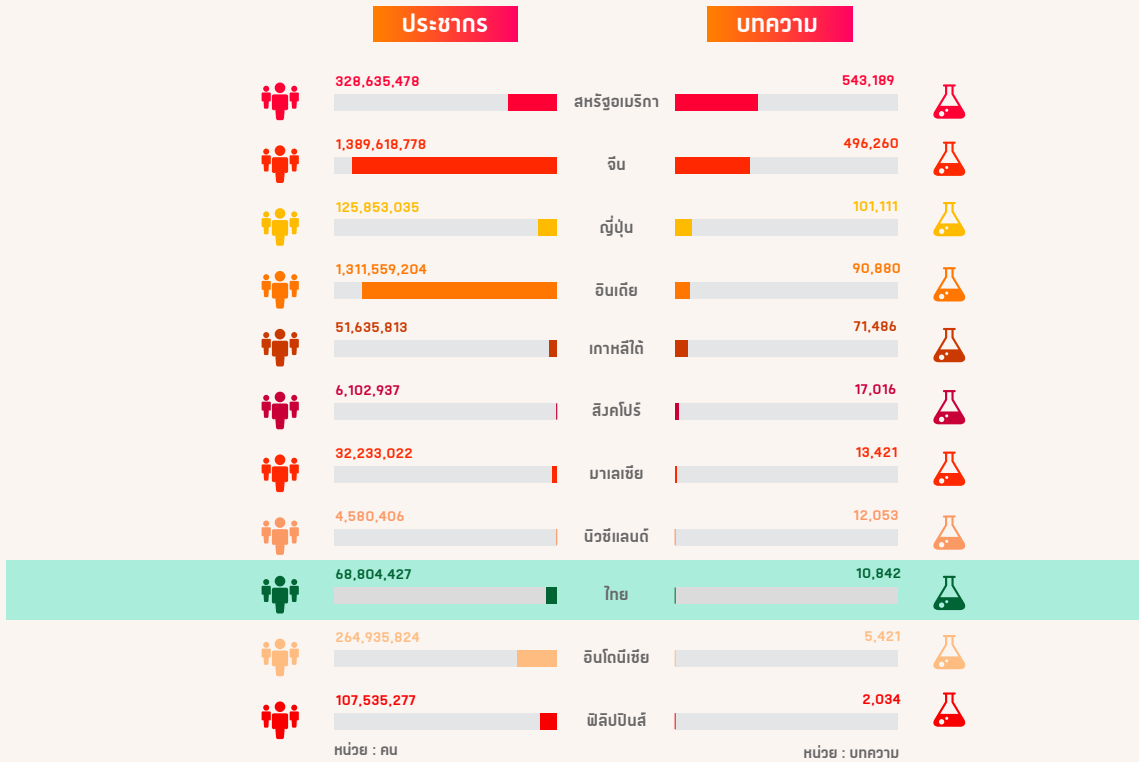 ประชากร บทความ
328,635,478 สหรัฐอเมริกา 543,189
1,389,618,778 จีน 496,260
125,853,035 ญี่ปุ่น 101,111
1,311,559,204 อินเดีย 90,880
51,635,813 เกาหลีใต้ 71,486
6,102,937 สิงคโปร์ 17,016
32,233,022 มาเลเซีย 13,421
4,580,406 นิวซีแลนด์ 12,053
68,804,427 ไทย 10,842
264,935,824 อินโดนีเซีย 5,421
107,535,277 ฟิลิปปินส์ 2,034
หน่วย : คน หน่วย : บทความ